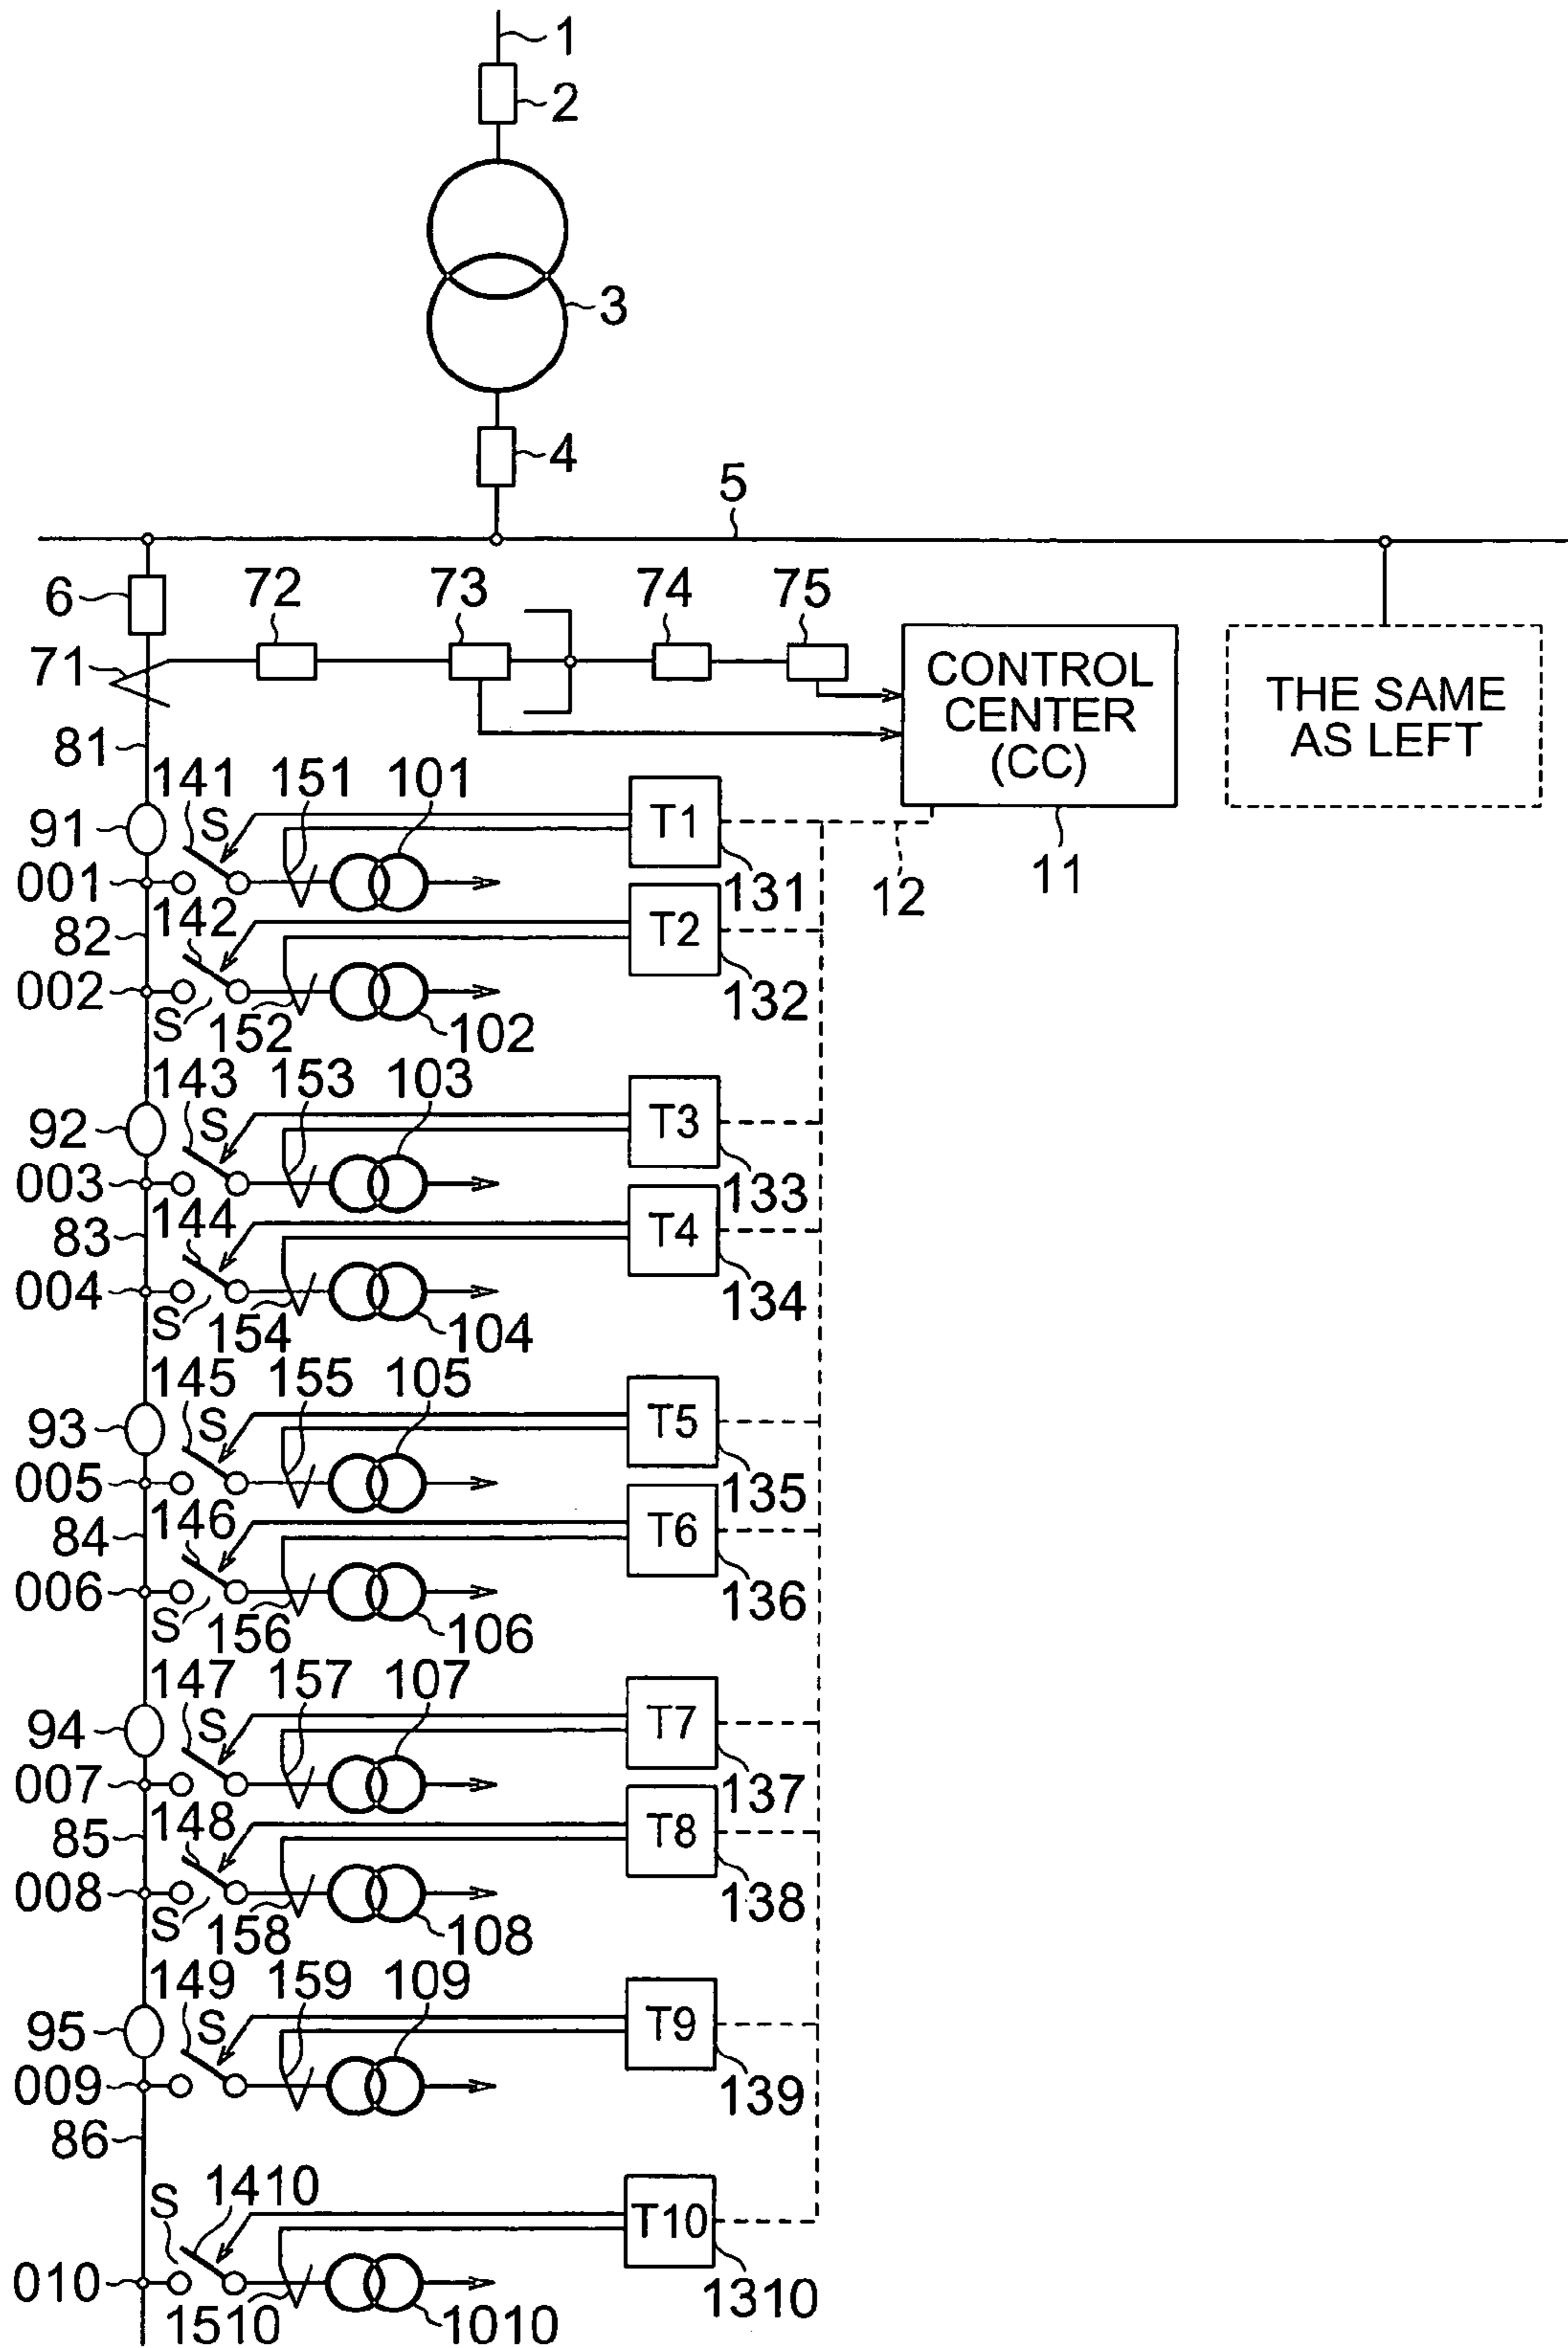 1
2
3
4
5
6
72
73
74
75
71
CONTROL
CENTER
(CC)
THE SAME
AS LEFT
81
141
151
101
91
S
T1
001
131
12
11
142
82
T2
002
S
152
102
132
143
153
103
92
S
T3
003
133
144
83
T4
004
S
154
104
134
145
155
105
93
S
T5
005
135
146
84
T6
006
S
156
106
136
147
157
107
94
S
T7
007
137
148
85
T8
008
S
158
108
138
149
159
109
95
S
T9
009
139
86
S
1410
T10
010
1510
1010
1310